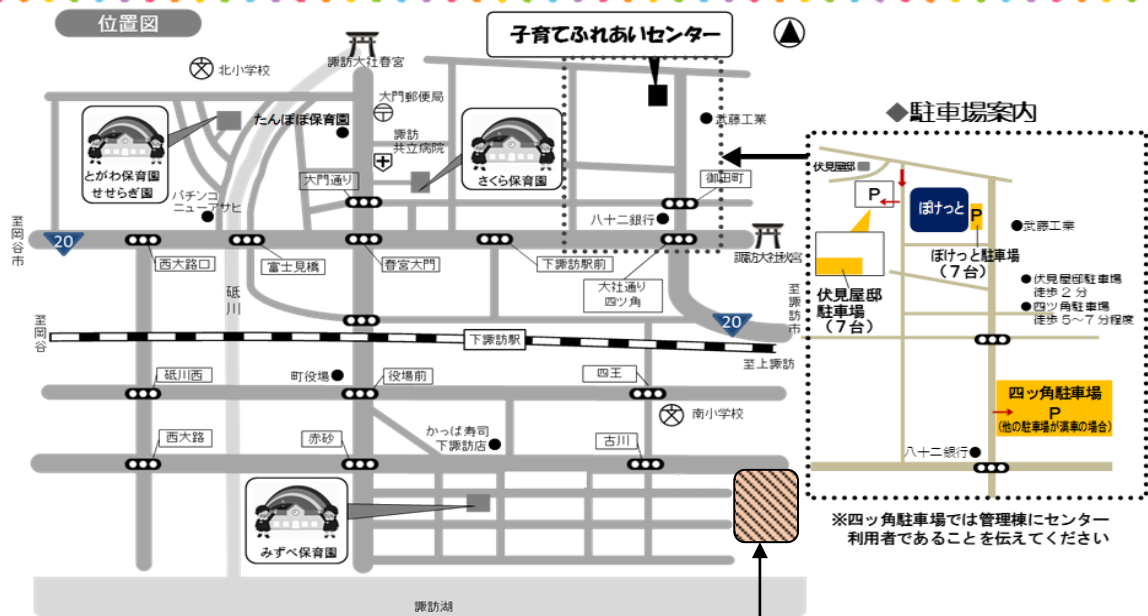 位置図
子育てふれあいセンター
諏訪大社春宮
北小学校
大門郵便局
たんぽぽ保育園
諏訪
共立病院
武藤工業
とがわ保育園
せせらぎ園
さくら保育園
パチンコ
ニューアサヒ
大門通り
御田町
八十二銀行
至岡谷市
20
西大路口
富士見橋
春宮大門
下諏訪駅前
大社通り
四ツ角
諏訪大社秋宮
至諏訪市
砥川
至岡谷
20
下諏訪駅
至上諏訪
砥川西
町役場
役場前
四王
南小学校
西大路
赤砂
かっぱ寿司
下諏訪店
古川
みずべ保育園
諏訪湖
◆駐車場案内
伏見屋邸
P
ぽけっと
P
武藤工業
ぽけっと駐車場
（7台）
伏見屋邸
駐車場
（7台）
●伏見屋邸駐車場
徒歩2分
●四ツ角駐車場
徒歩5～7分程度
四ツ角駐車場
P
(他の駐車場が満車の場合)
八十二銀行
※四ッ角駐車場では管理棟にセンター
利用者であることを伝えてください